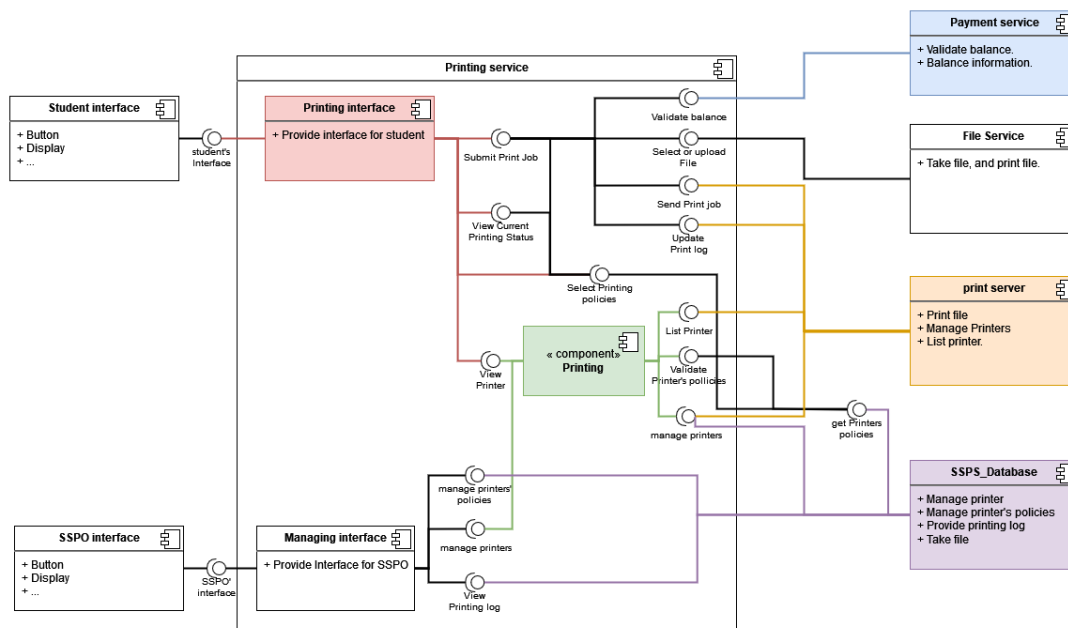 Payment service
+ Validate balance.
+ Balance information.
Printing service
Student interface
+ Button
+ Display
+ ...
student's
Interface
Printing interface
+ Provide interface for student
Submit Print Job
View Current
Printing Status
Validate balance
Select or upload
File
Send Print job
Update
Print log
Select Printing
policies
File Service
+ Take file, and print file.
print server
+ Print file
+ Manage Printers
+ List printer.
« component»
Printing
View
Printer
List Printer
Validate
Printer's pollicies
manage printers
get Printers
policies
SSPS_Database
+ Manage printer
+ Manage printer's policies
+ Provide printing log
+ Take file
manage printers'
policies
manage printers
View
Printing log
SSPO interface
+ Button
+ Display
+ ...
SSPO'
interface
Managing interface
+ Provide Interface for SSPO